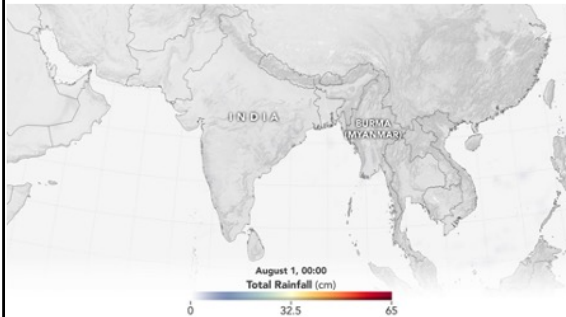 INDIA
BURMA
(MYANMAR)
August 1, 00:00
Total Rainfall (cm)
0 32.5 65